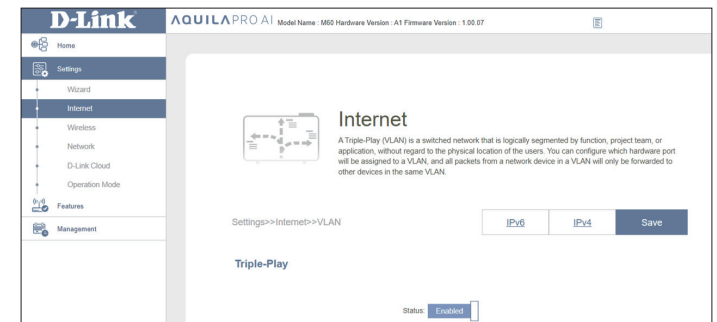 D-Link
AQUILA PRO AI Model Name : M60 Hardware Version : A1 Firmware Version : 1.00.07
Home
Settings
Wizard
Internet
Wireless
Network
D-Link Cloud
Operation Mode
Features
Management
Internet
A Triple-Play (VLAN) is a switched network that is logically segmented by function, project team, or
application, without regard to the physical location of the users. You can configure which hardware port
will be assigned to a VLAN, and all packets from a network device in a VLAN will only be forwarded to
other devices in the same VLAN.
Settings>>Internet>>VLAN
IPv6
IPv4
Save
Triple-Play
Status: Enabled